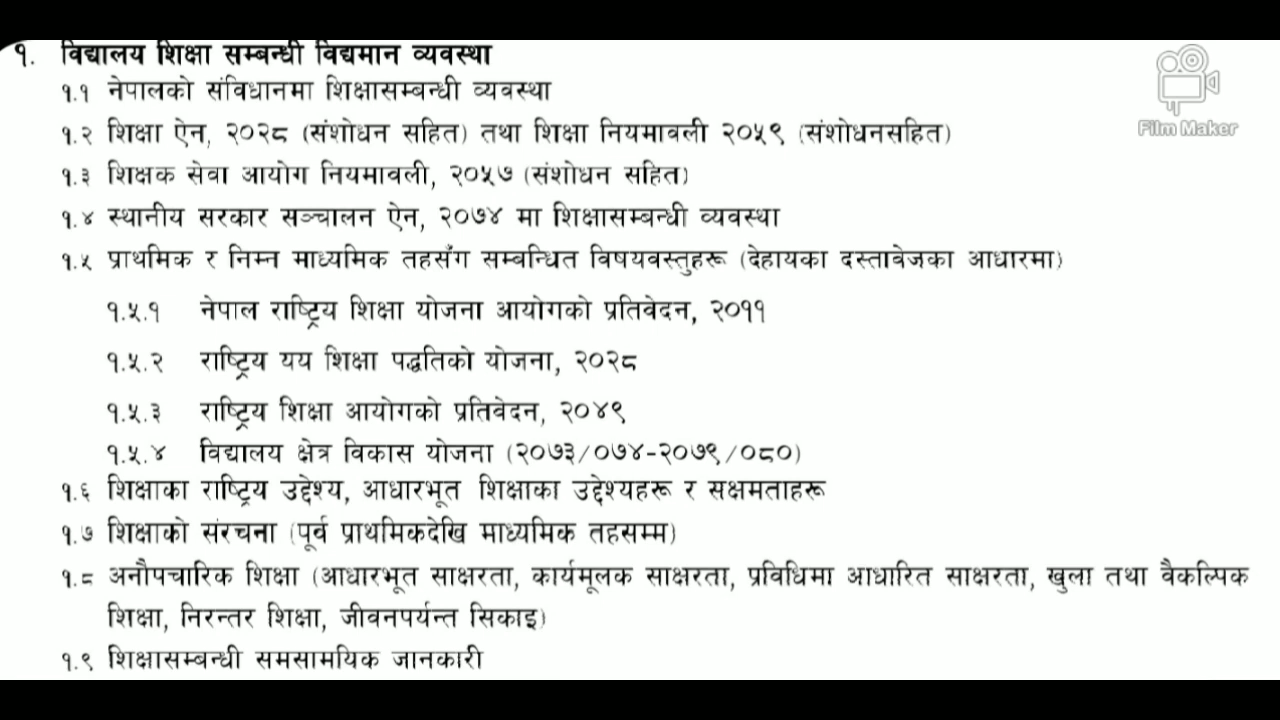 १. विद्यालय शिक्षा सम्बन्धी विद्यमान व्यवस्था
Film Maker
१.१ नेपालको संविधानमा शिक्षासम्बन्धी व्यवस्था
१.२ शिक्षा ऐन, २०२८ (संशोधन सहित) तथा शिक्षा नियमावली २०५९ (संशोधनसहित)
१.३ शिक्षक सेवा आयोग नियमावली, २०५७ (संशोधन सहित)
१.४ स्थानीय सरकार सञ्चालन ऐन, २०७४ मा शिक्षासम्बन्धी व्यवस्था
१.५ प्राथमिक र निम्न माध्यमिक तहसँग सम्बन्धित विषयवस्तुहरू (देहायका दस्तावेजका आधारमा)
१.५.१ नेपाल राष्ट्रिय शिक्षा योजना आयोगको प्रतिवेदन, २०११
१.५.२ राष्ट्रिय यय शिक्षा पद्धतिको योजना, २०२८
१.५.३ राष्ट्रिय शिक्षा आयोगको प्रतिवेदन, २०४९
१.५.४ विद्यालय क्षेत्र विकास योजना (२०७३/०७४-२०७९/०८०)
१.६ शिक्षाका राष्ट्रिय उद्देश्य, आधारभूत शिक्षाका उद्देश्यहरू र सक्षमताहरू
१.७ शिक्षाको संरचना (पूर्व प्राथमिकदेखि माध्यमिक तहसम्म)
१.८ अनौपचारिक शिक्षा (आधारभूत साक्षरता, कार्यमूलक साक्षरता, प्रविधिमा आधारित साक्षरता, खुला तथा वैकल्पिक
शिक्षा, निरन्तर शिक्षा, जीवनपर्यन्त सिकाइ)
१.९ शिक्षासम्बन्धी समसामयिक जानकारी